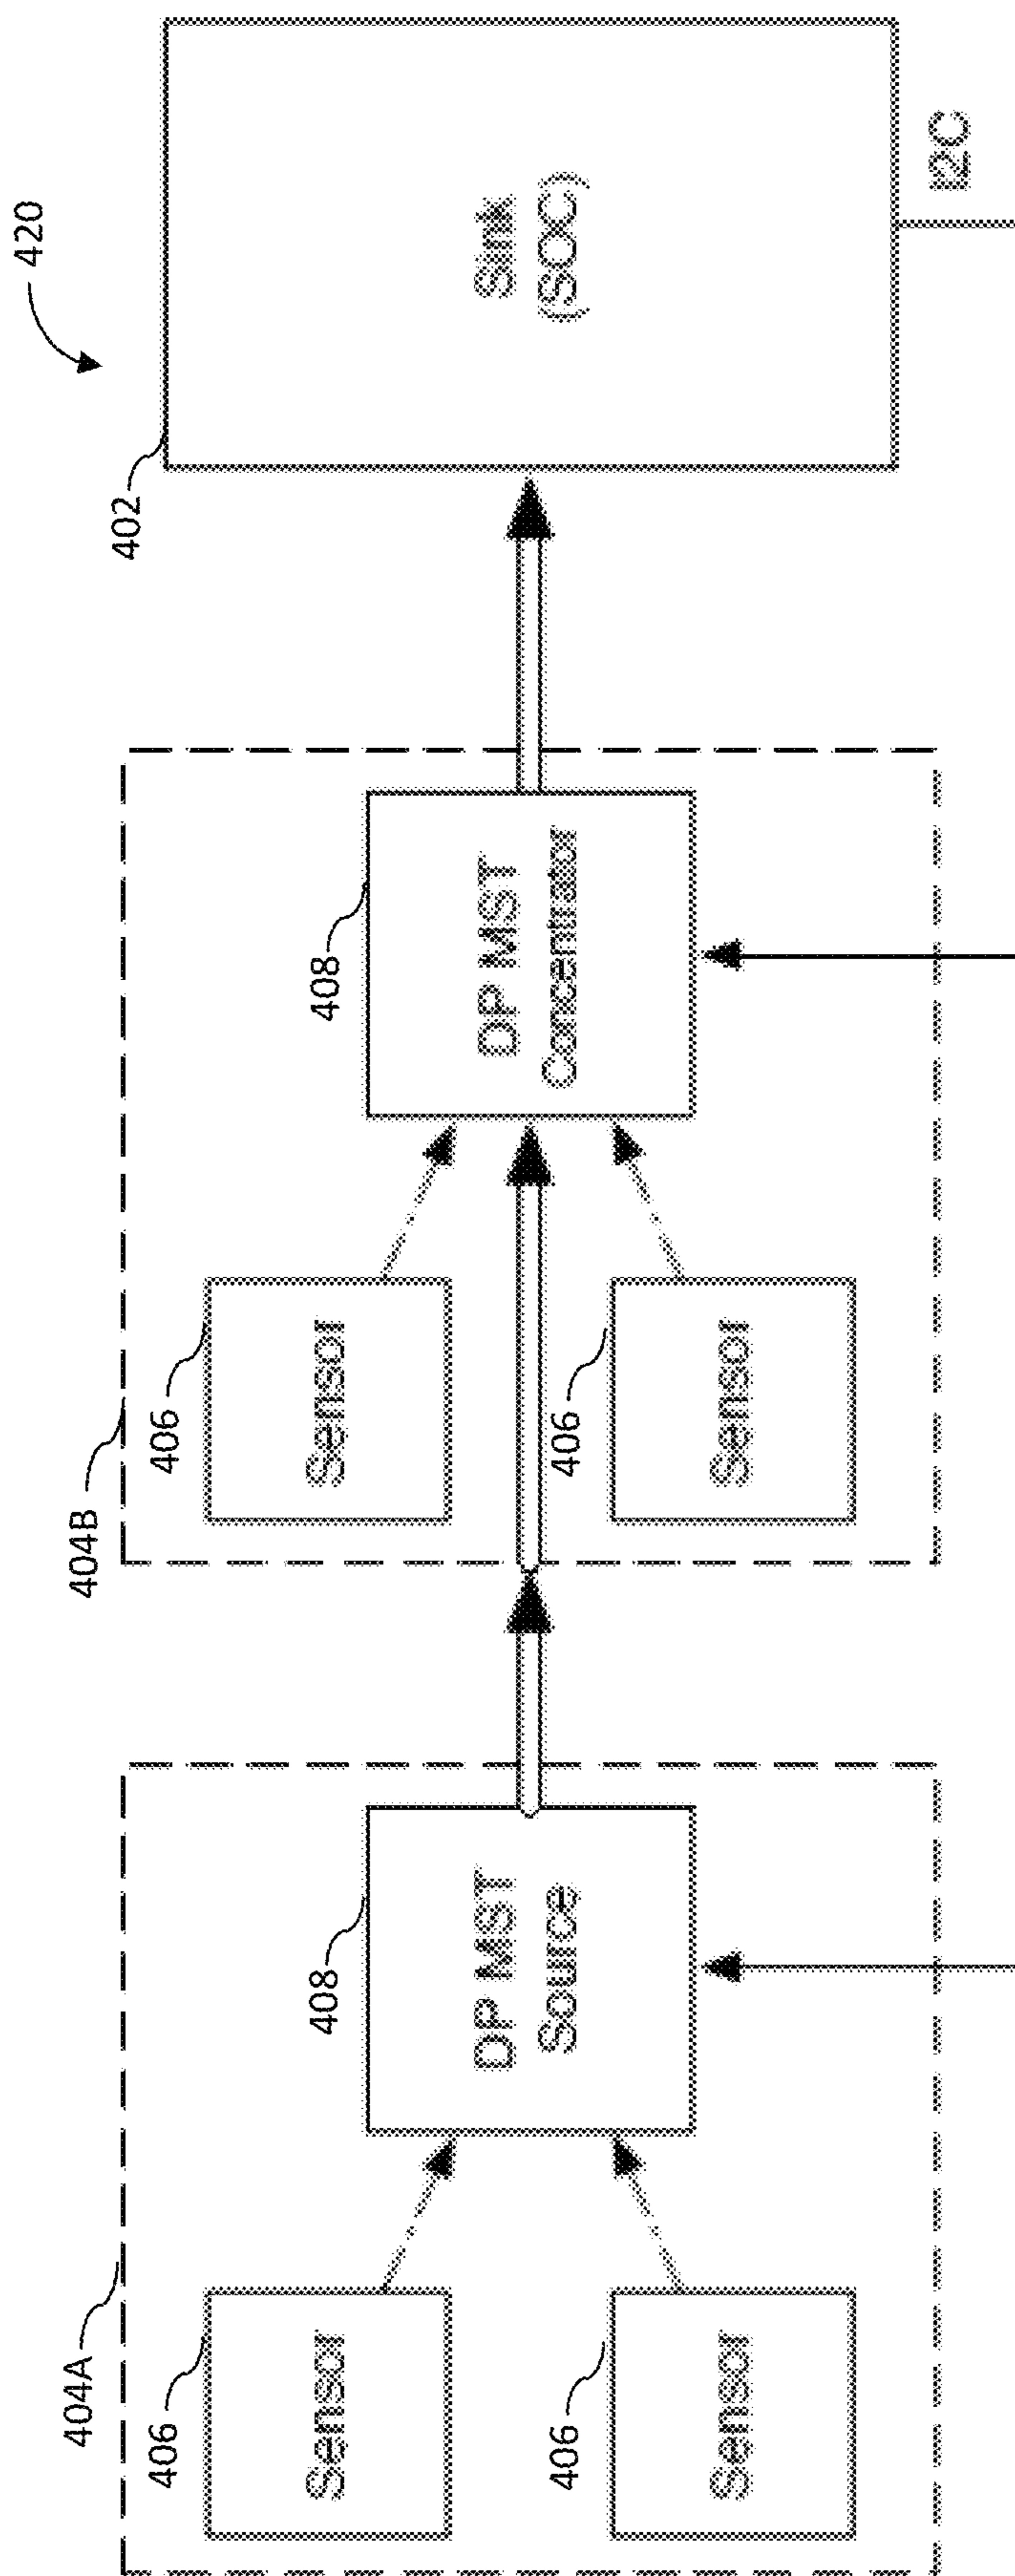 420
404A
404B
402
406
408
406
408
Sensor
DP MST
Source
Sensor
DP MST
Concentrator
Sink
(SOC)
406
406
Sensor
Sensor
I2C